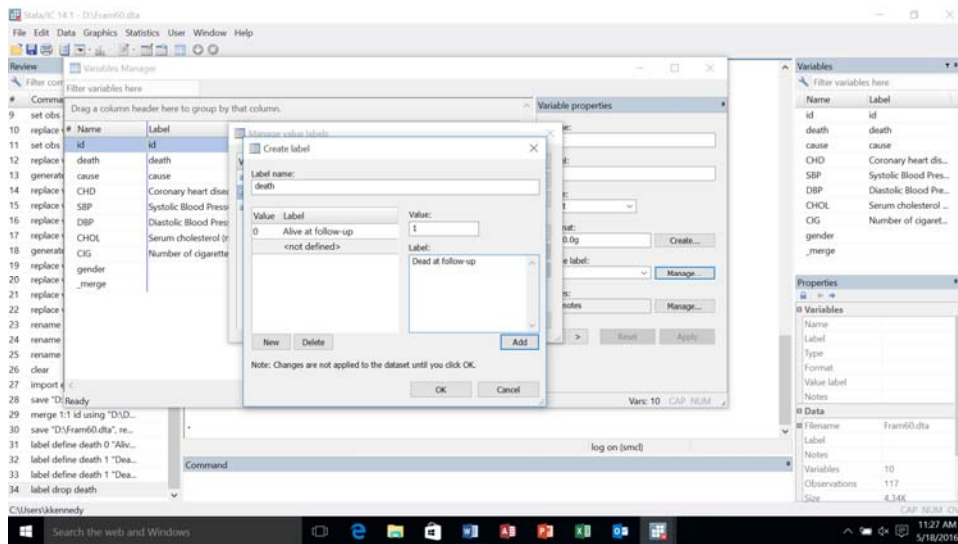 Stata/IC 14.1 - D:\Fram60.dta
File Edit Data Graphics Statistics User Window Help
Review
Filter com
# Comma
9 set obs
10 replace v
11 set obs
12 replace v
13 generate
14 replace v
15 replace v
16 replace v
17 replace v
18 generate
19 replace v
20 replace v
21 replace v
22 replace v
23 rename
24 rename
25 rename
26 clear
27 import e
28 save "D:
29 merge 1:1 id using "D:\D...
30 save "D:\Fram60.dta", re...
31 label define death 0 "Aliv...
32 label define death 1 "Dea...
33 label define death 1 "Dea...
34 label drop death
C:\Users\kkennedy
Variables Manager
Filter variables here
Drag a column header here to group by that column.
# Name Label
id id
death death
cause cause
CHD Coronary heart disea
SBP Systolic Blood Press
DBP Diastolic Blood Pres
CHOL Serum cholesterol (m
CIG Number of cigarette
gender
_merge
Ready
Vars: 10 CAP NUM
Variable properties
0.0g
Create...
e label:
Manage...
notes
Manage...
> Reset Apply
Manage value labels
Create label
Label name:
death
Value Label
0 Alive at follow-up
<not defined>
Value:
1
Label:
Dead at follow-up
New Delete Add
Note: Changes are not applied to the dataset until you click OK.
OK Cancel
log on (smcl)
Command
Variables
Filter variables here
Name Label
id id
death death
cause cause
CHD Coronary heart dis...
SBP Systolic Blood Pres...
DBP Diastolic Blood Pre...
CHOL Serum cholesterol ...
CIG Number of cigaret...
gender
_merge
Properties
Variables
Name
Label
Type
Format
Value label
Notes
Data
Filename Fram60.dta
Label
Notes
Variables 10
Observations 117
Size 4.34K
CAP NUM OV
Search the web and Windows
11:27 AM
5/18/2016